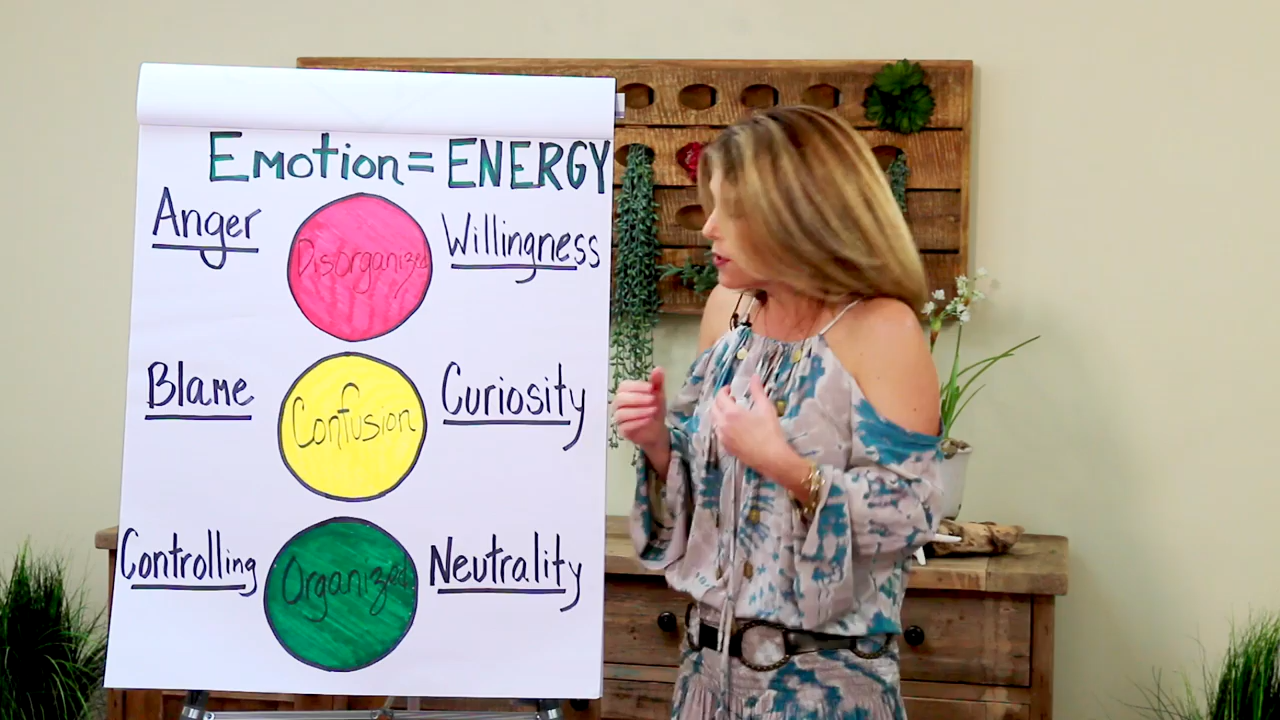 Emotion = ENERGY
Anger Disorganized Willingness
Blame Confusion Curiosity
Controlling Organized Neutrality